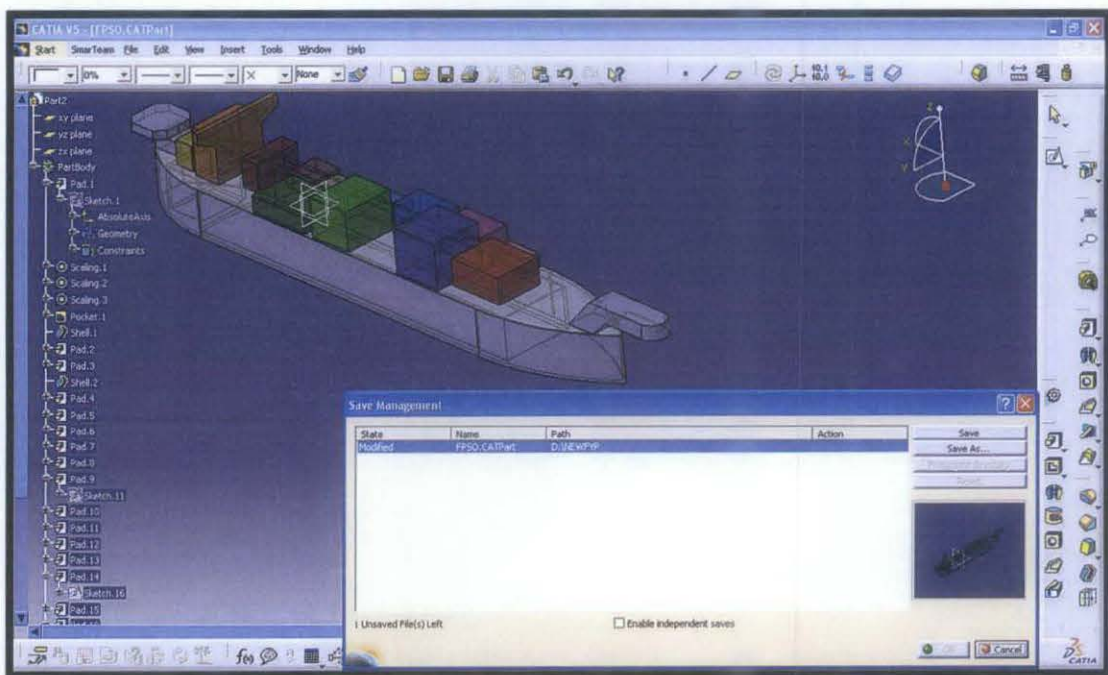 CATIA V5 - [FPSO.CATPart]
Start SmarTeam File Edit View Insert Tools Window Help
0% None
Part2
xy plane
yz plane
zx plane
PartBody
Pad.1
Sketch.1
AbsoluteAxis
Geometry
Constraints
Scaling.1
Scaling.2
Scaling.3
Pocket.1
Shell.1
Pad.2
Pad.3
Shell.2
Pad.4
Pad.5
Pad.6
Pad.7
Pad.8
Pad.9
Sketch.11
Pad.10
Pad.11
Pad.12
Pad.13
Pad.14
Sketch.16
Pad.15
z
x
y
Save Management
State Name Path Action
Modified FPSO.CATPart D:\NEWFYP
Save
Save As...
1 Unsaved File(s) Left
Enable independent saves
OK Cancel
f(x)
CATIA